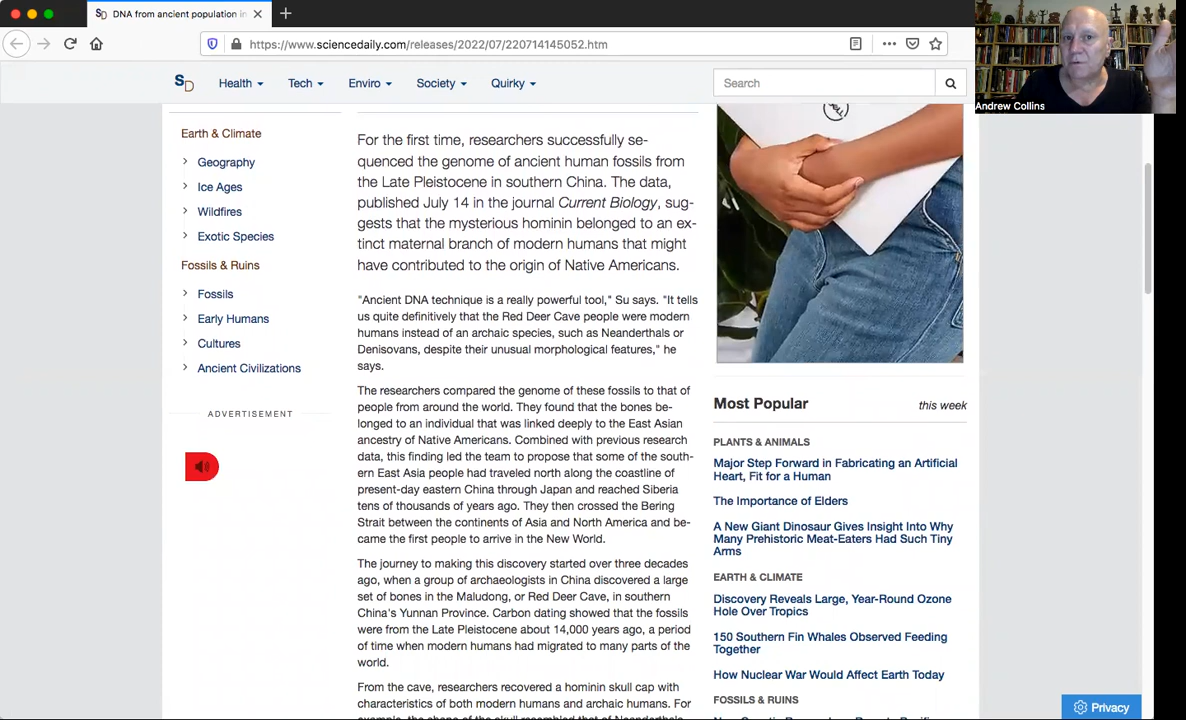 SD DNA from ancient population in
https://www.sciencedaily.com/releases/2022/07/220714145052.htm
Andrew Collins
SD
Health
Tech
Enviro
Society
Quirky
Search
Earth & Climate
Geography
Ice Ages
Wildfires
Exotic Species
Fossils & Ruins
Fossils
Early Humans
Cultures
Ancient Civilizations
ADVERTISEMENT
For the first time, researchers successfully se-
quenced the genome of ancient human fossils from
the Late Pleistocene in southern China. The data,
published July 14 in the journal Current Biology, sug-
gests that the mysterious hominin belonged to an ex-
tinct maternal branch of modern humans that might
have contributed to the origin of Native Americans.
"Ancient DNA technique is a really powerful tool," Su says. "It tells
us quite definitively that the Red Deer Cave people were modern
humans instead of an archaic species, such as Neanderthals or
Denisovans, despite their unusual morphological features," he
says.
The researchers compared the genome of these fossils to that of
people from around the world. They found that the bones be-
longed to an individual that was linked deeply to the East Asian
ancestry of Native Americans. Combined with previous research
data, this finding led the team to propose that some of the south-
ern East Asia people had traveled north along the coastline of
present-day eastern China through Japan and reached Siberia
tens of thousands of years ago. They then crossed the Bering
Strait between the continents of Asia and North America and be-
came the first people to arrive in the New World.
The journey to making this discovery started over three decades
ago, when a group of archaeologists in China discovered a large
set of bones in the Maludong, or Red Deer Cave, in southern
China's Yunnan Province. Carbon dating showed that the fossils
were from the Late Pleistocene about 14,000 years ago, a period
of time when modern humans had migrated to many parts of the
world.
From the cave, researchers recovered a hominin skull cap with
characteristics of both modern humans and archaic humans. For
example, the shape of the skull resembled that of Neanderthals
Most Popular
this week
PLANTS & ANIMALS
Major Step Forward in Fabricating an Artificial
Heart, Fit for a Human
The Importance of Elders
A New Giant Dinosaur Gives Insight Into Why
Many Prehistoric Meat-Eaters Had Such Tiny
Arms
EARTH & CLIMATE
Discovery Reveals Large, Year-Round Ozone
Hole Over Tropics
150 Southern Fin Whales Observed Feeding
Together
How Nuclear War Would Affect Earth Today
FOSSILS & RUINS
Privacy